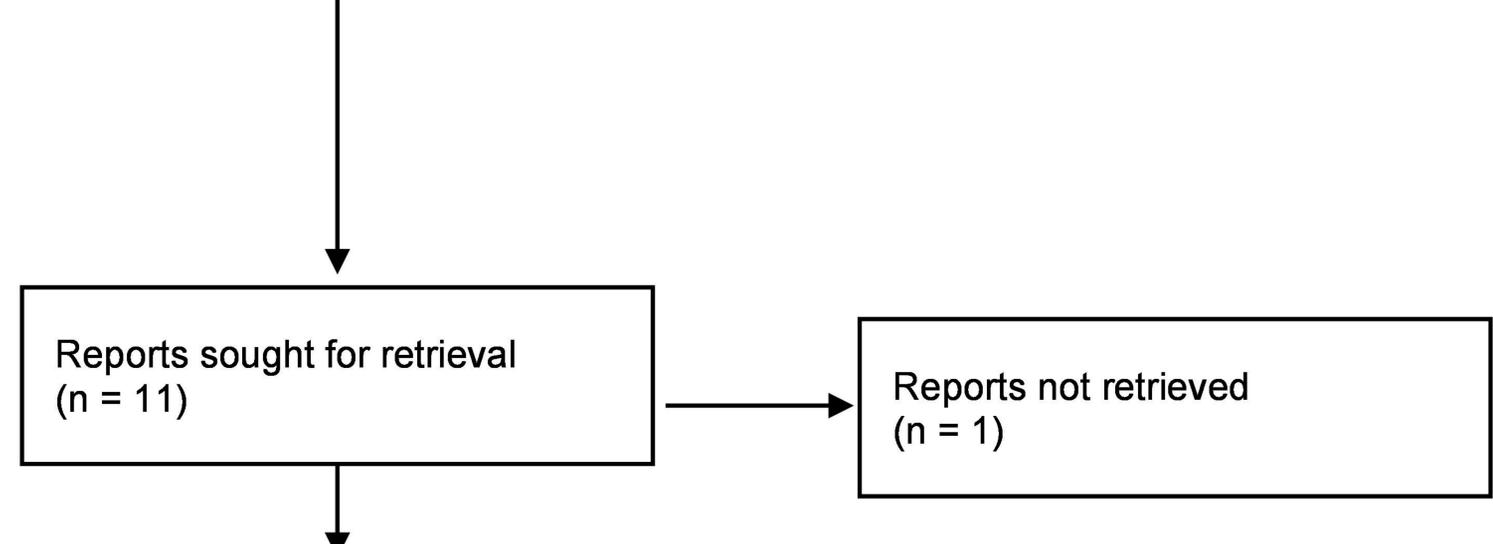 Reports sought for retrieval
(n = 11)
Reports not retrieved
(n = 1)